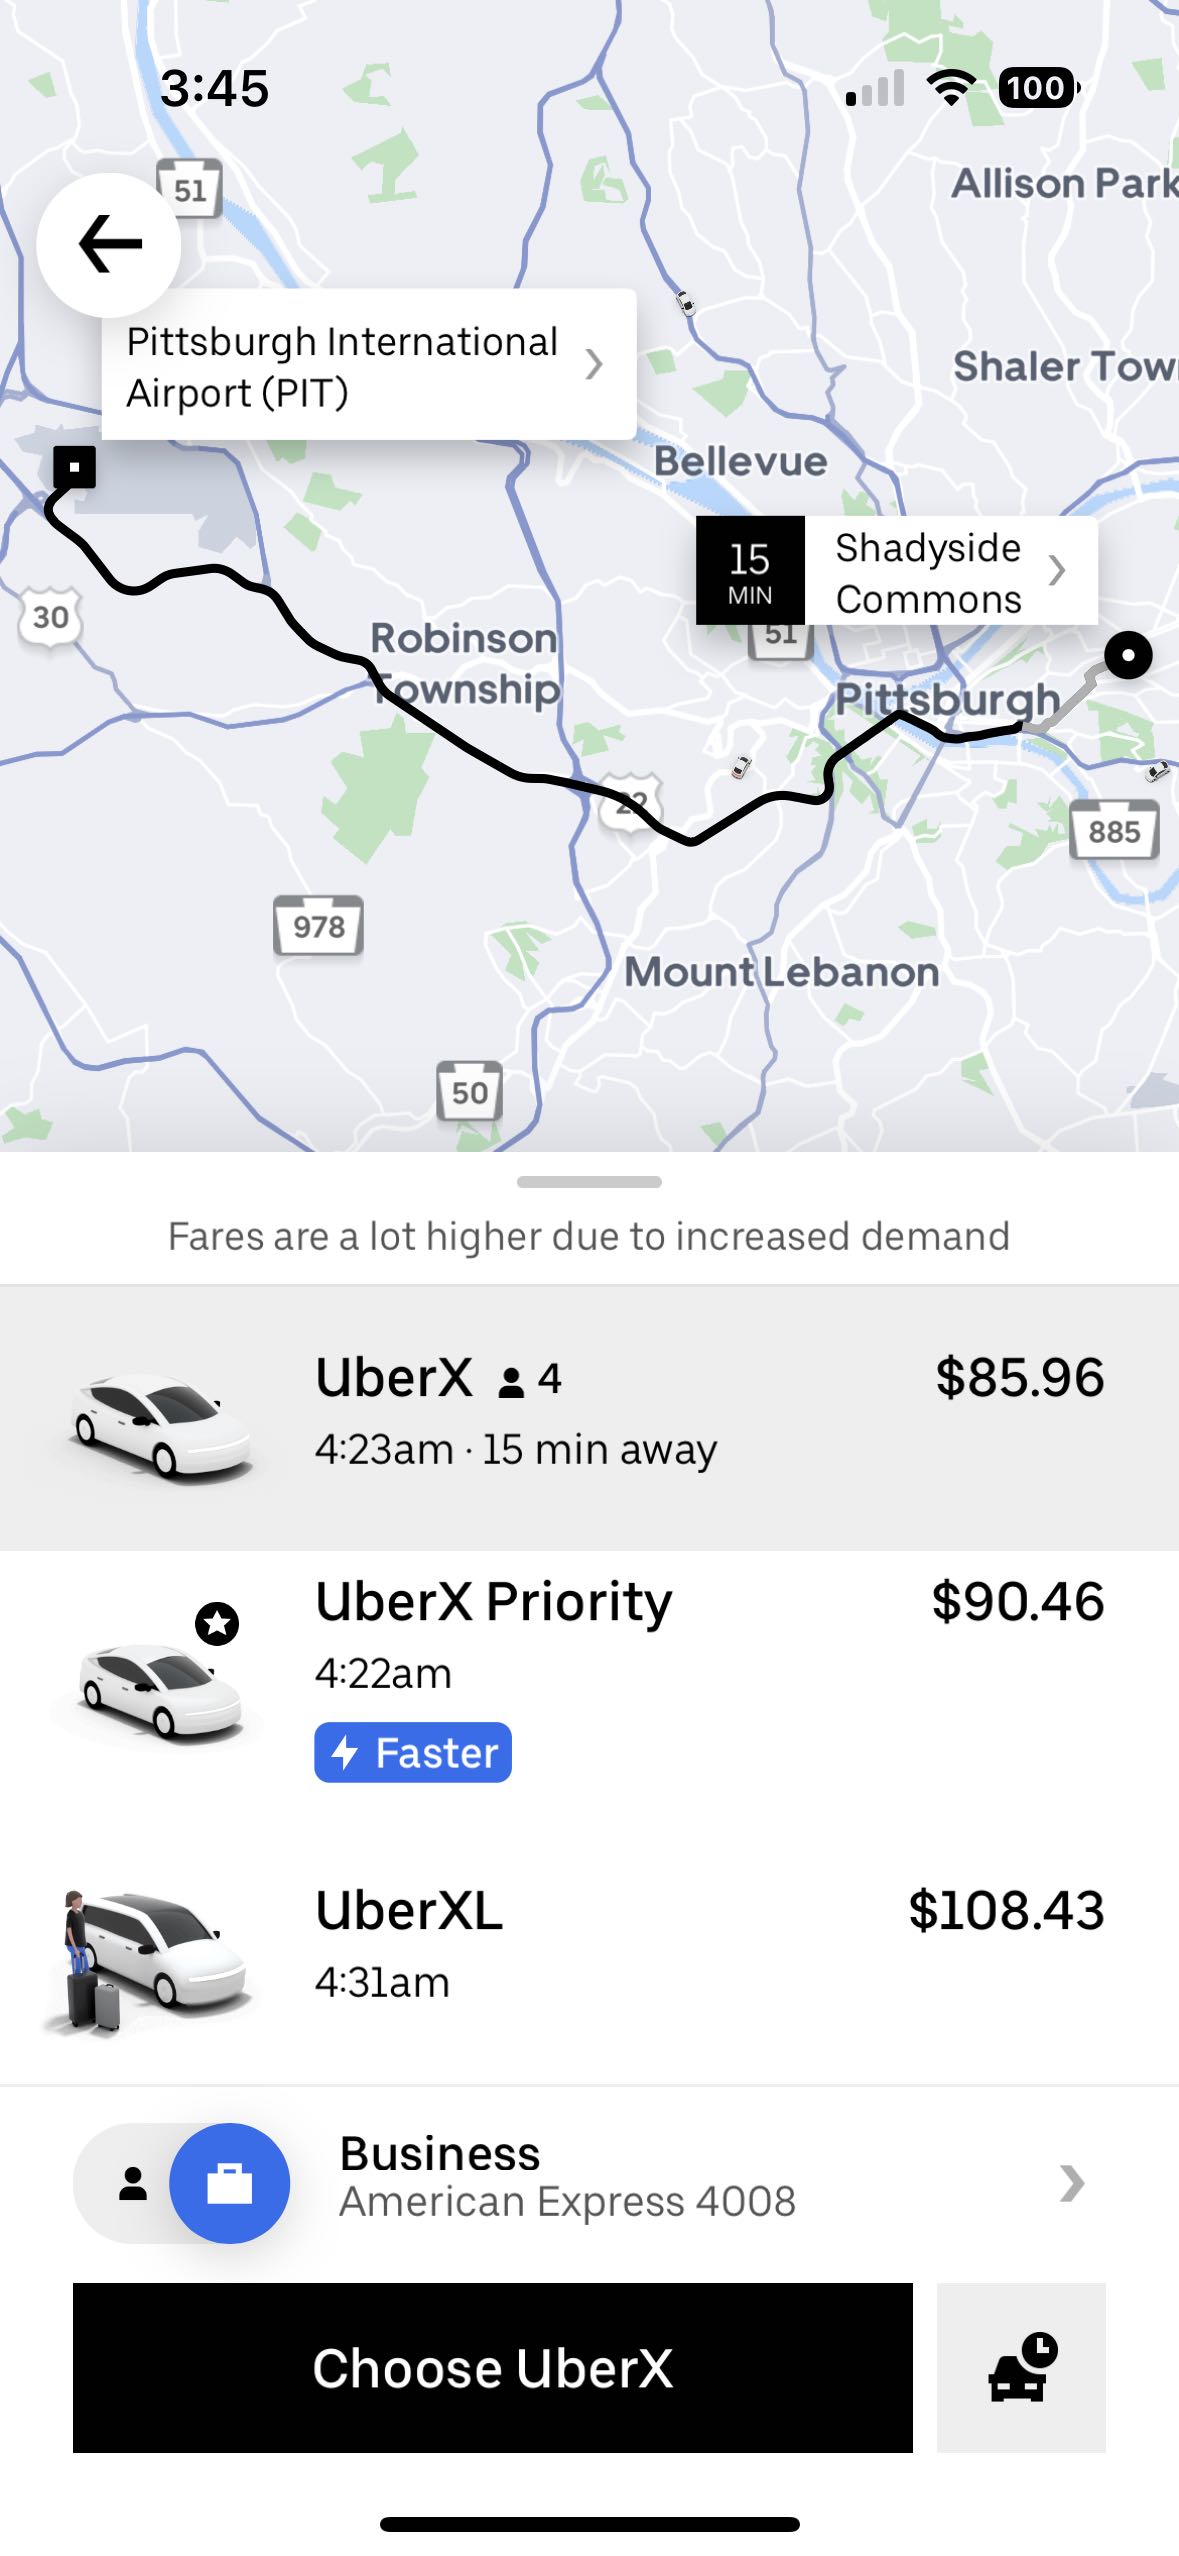 3:45
100
Allison Park
51
Pittsburgh International
Airport (PIT)
Shaler Tow
Bellevue
15
MIN
Shadyside
Commons
51
30
Robinson
Township
Pittsburgh
22
885
978
Mount Lebanon
50
Fares are a lot higher due to increased demand
UberX 4
$85.96
4:23am · 15 min away
UberX Priority
$90.46
4:22am
Faster
UberXL
$108.43
4:31am
Business
American Express 4008
Choose UberX